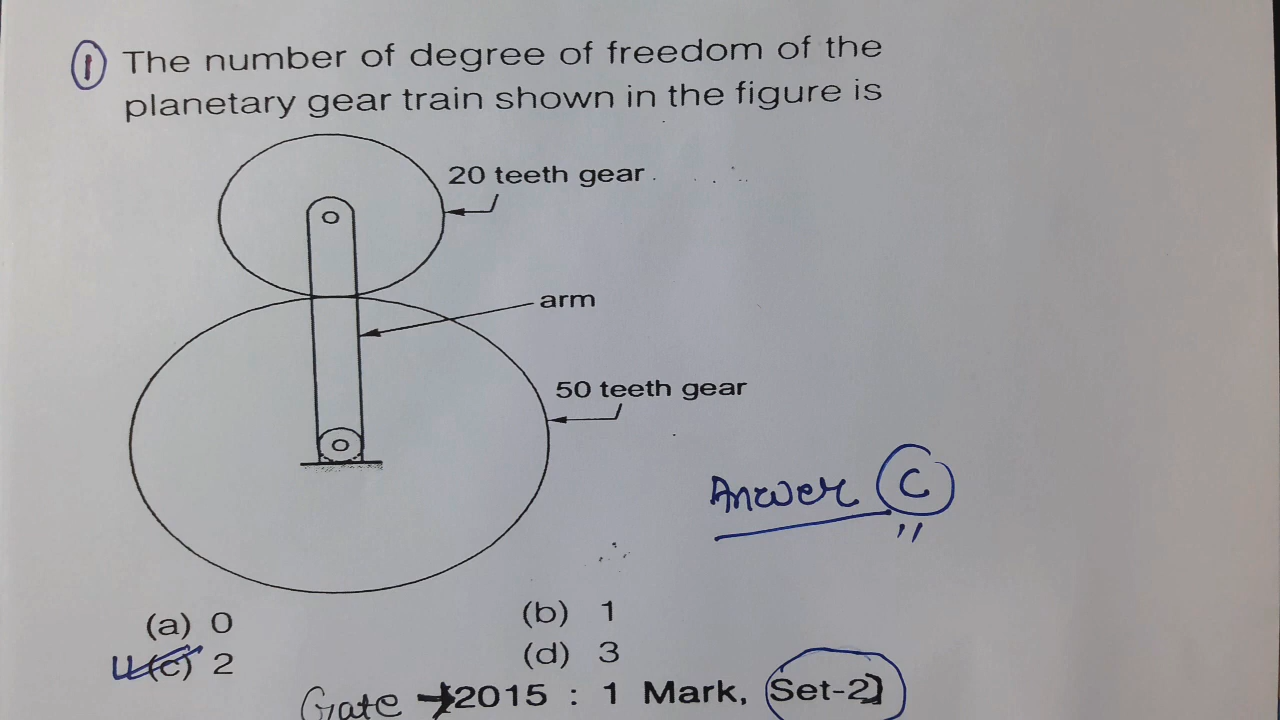 ① The number of degree of freedom of the
planetary gear train shown in the figure is
20 teeth gear
arm
50 teeth gear
Anwer Ⓒ
(a) 0
(b) 1
(c) 2
(d) 3
Gate → 2015 : 1 Mark, Set-2]